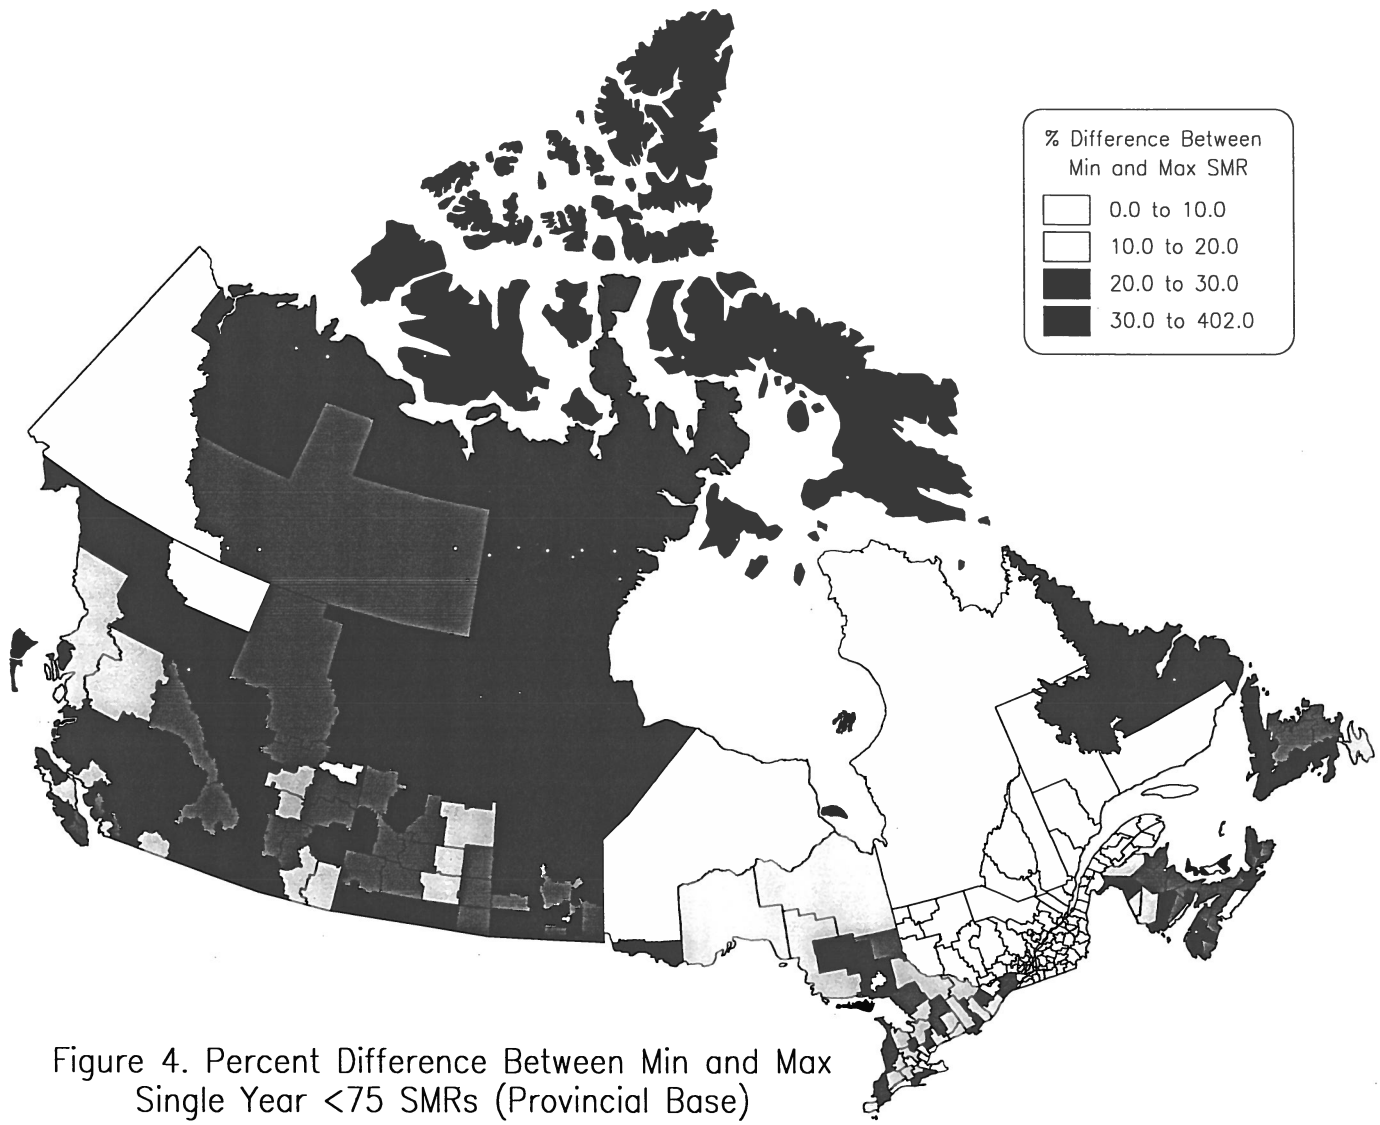 % Difference Between
Min and Max SMR
0.0 to 10.0
10.0 to 20.0
20.0 to 30.0
30.0 to 402.0
Figure 4. Percent Difference Between Min and Max
Single Year <75 SMRs (Provincial Base)